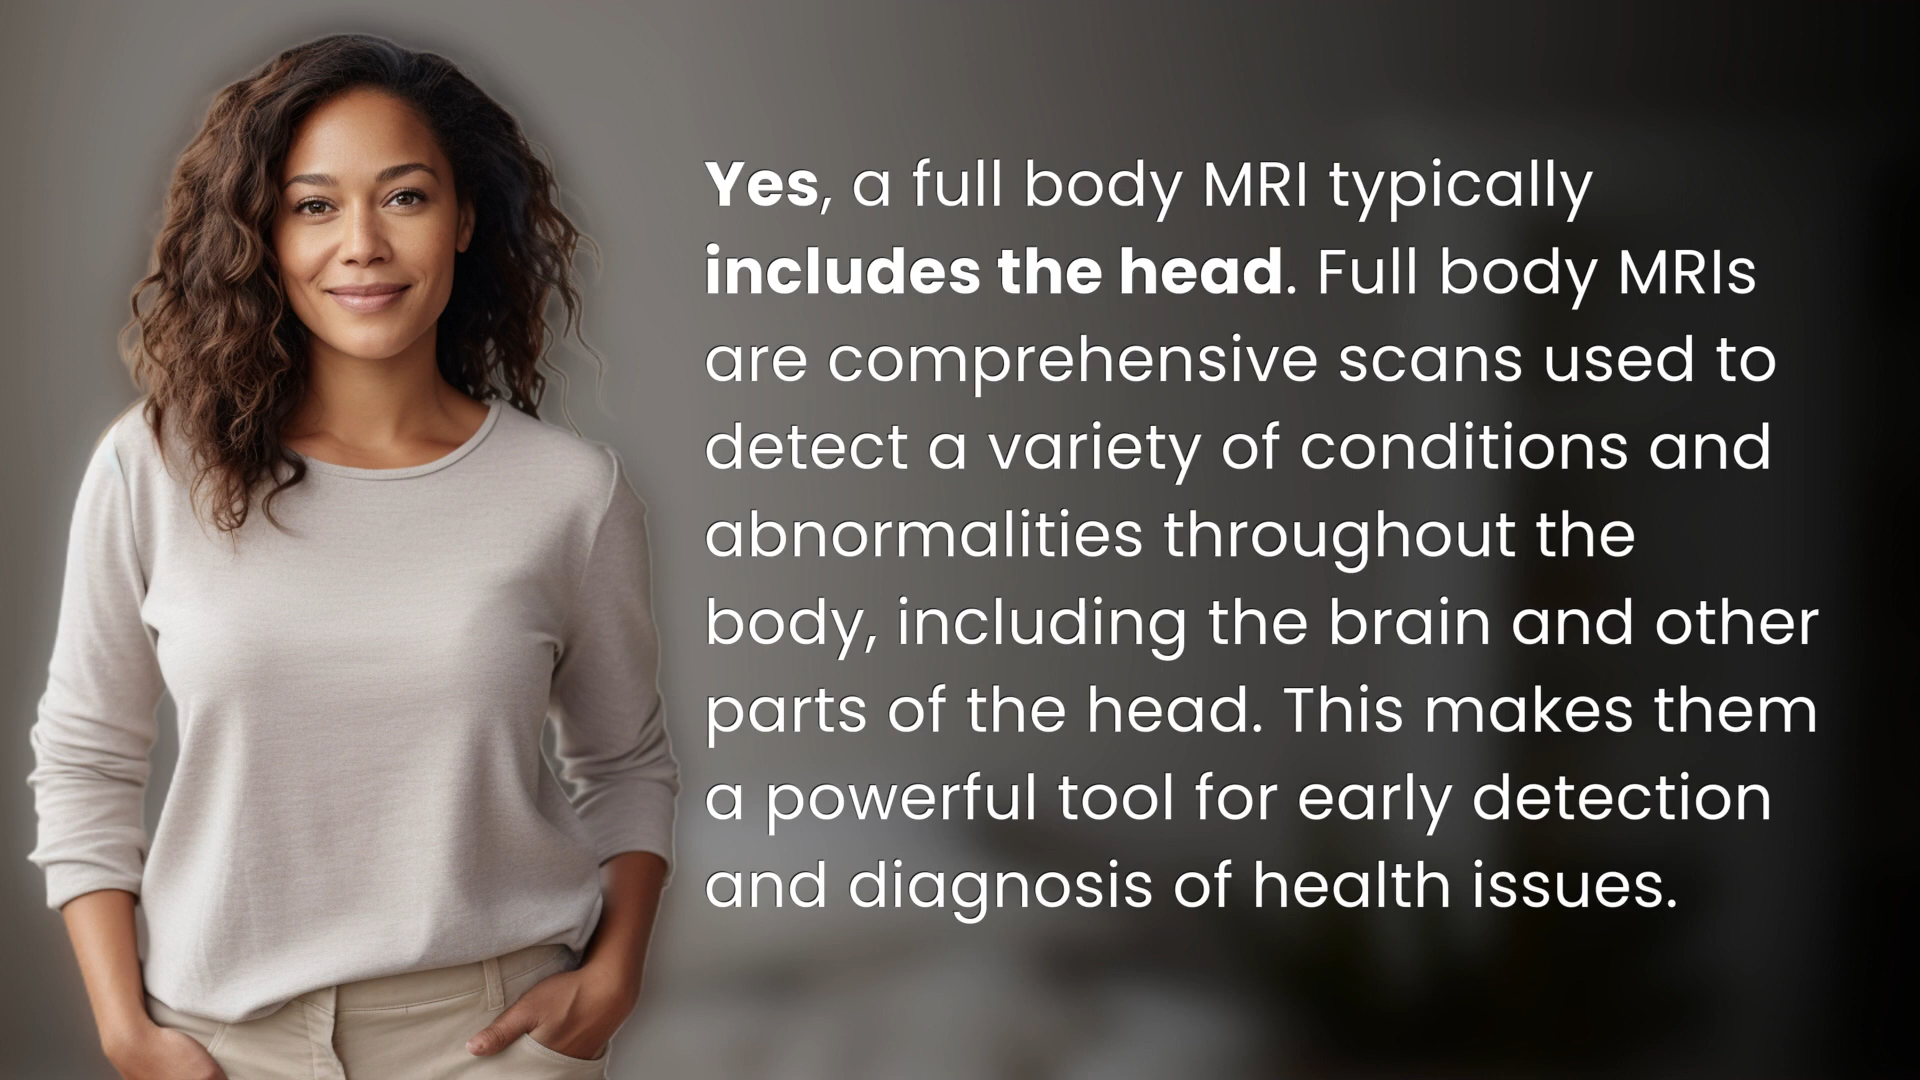 Yes, a full body MRI typically
includes the head. Full body MRIs
are comprehensive scans used to
detect a variety of conditions and
abnormalities throughout the
body, including the brain and other
parts of the head. This makes them
a powerful tool for early detection
and diagnosis of health issues.